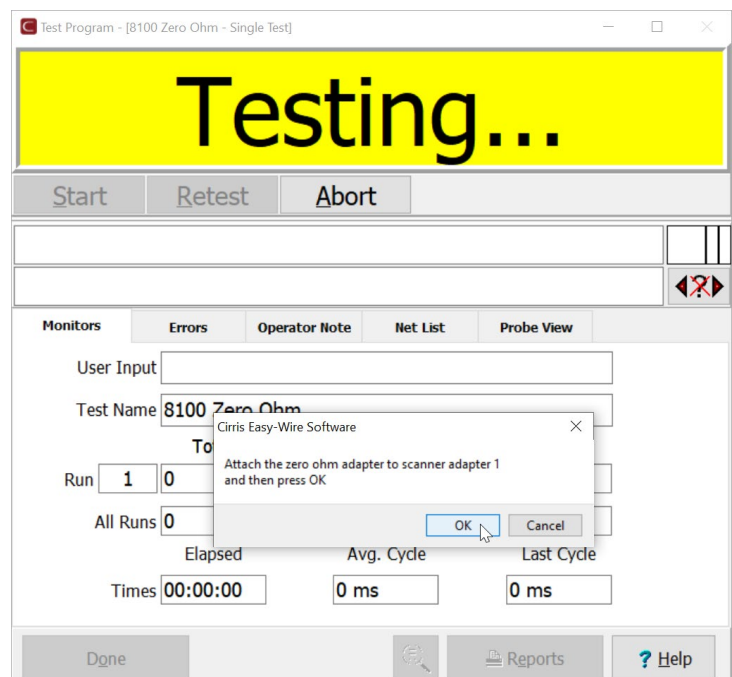 Test Program - [8100 Zero Ohm - Single Test]
Testing...
Start Retest Abort
Monitors Errors Operator Note Net List Probe View
User Input
Test Name 8100 Zero Ohm
Cirris Easy-Wire Software
Attach the zero ohm adapter to scanner adapter 1
and then press OK
Run 1 0
OK Cancel
All Runs 0
Elapsed Avg. Cycle Last Cycle
Times 00:00:00 0 ms 0 ms
Done Reports ? Help